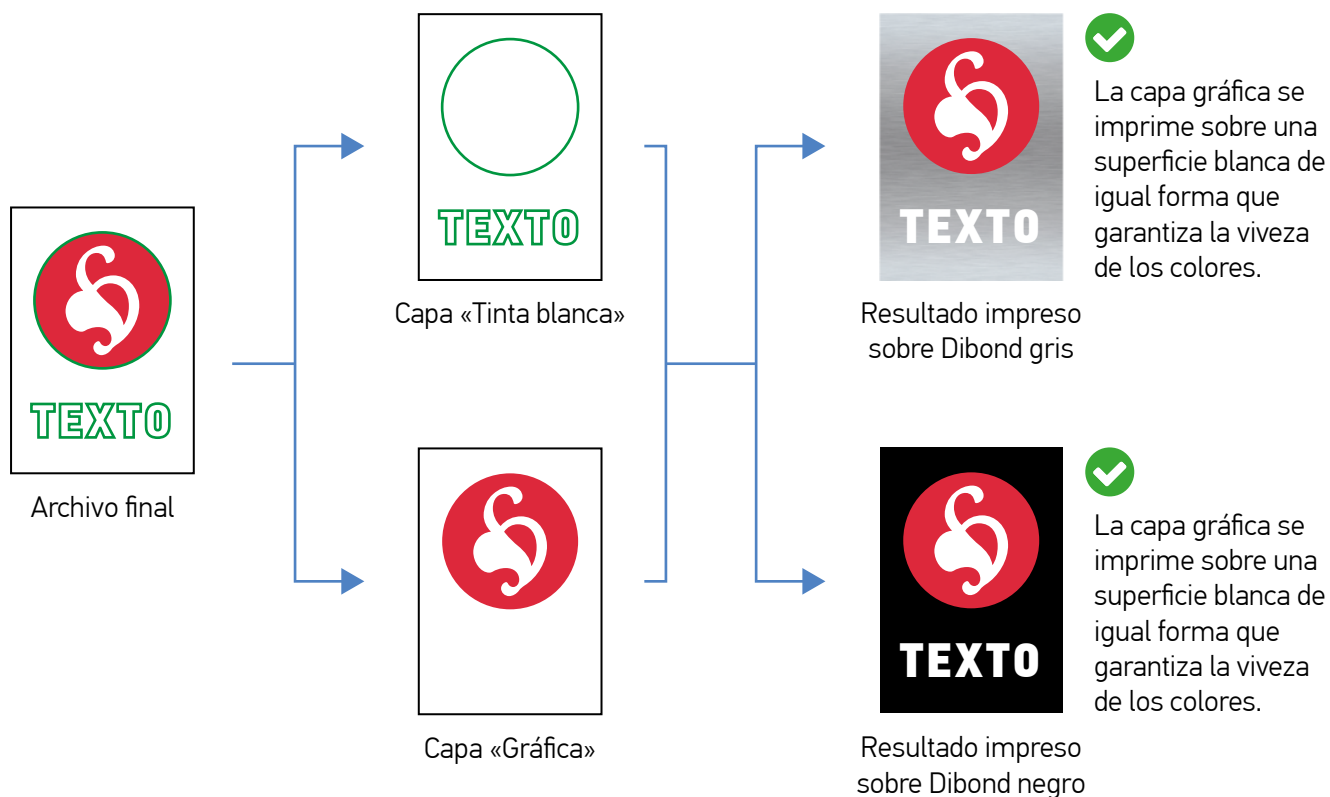 TEXTO
Archivo final
TEXTO
Capa «Tinta blanca»
Capa «Gráfica»
TEXTO
Resultado impreso
sobre Dibond gris
La capa gráfica se
imprime sobre una
superficie blanca de
igual forma que
garantiza la viveza
de los colores.
TEXTO
Resultado impreso
sobre Dibond negro
La capa gráfica se
imprime sobre una
superficie blanca de
igual forma que
garantiza la viveza
de los colores.